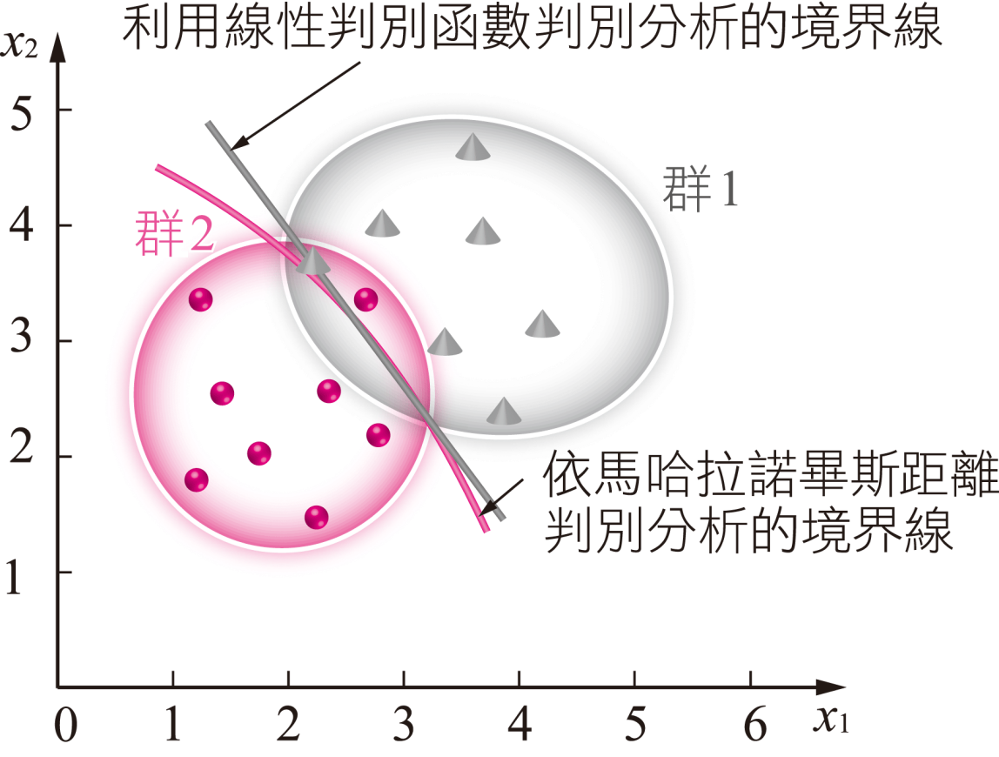 利用線性判別函數判別分析的境界線
x2
5
群1
4
群2
3
2
依馬哈拉諾畢斯距離
判別分析的境界線
1
0 1 2 3 4 5 6 x1